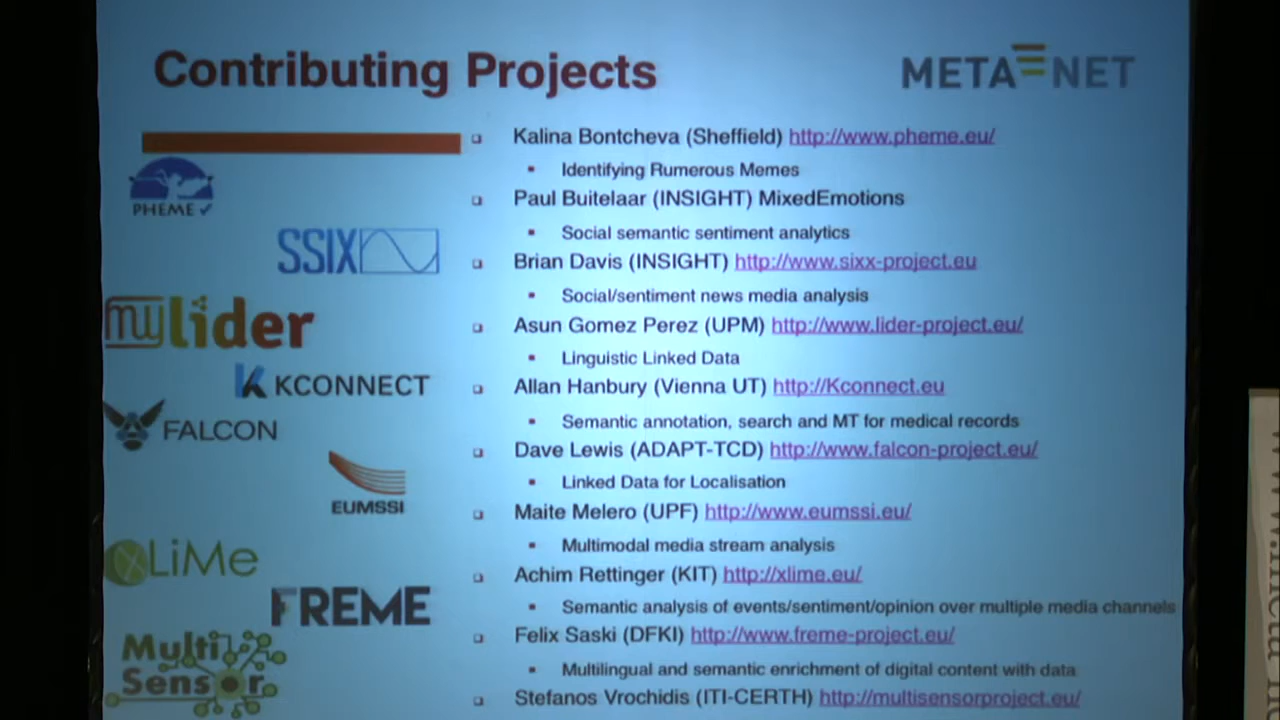 Contributing Projects
META NET
Kalina Bontcheva (Sheffield) http://www.pheme.eu/
Identifying Rumerous Memes
Paul Buitelaar (INSIGHT) MixedEmotions
Social semantic sentiment analytics
Brian Davis (INSIGHT) http://www.sixx-project.eu
Social/sentiment news media analysis
Asun Gomez Perez (UPM) http://www.lider-project.eu/
Linguistic Linked Data
Allan Hanbury (Vienna UT) http://Kconnect.eu
Semantic annotation, search and MT for medical records
Dave Lewis (ADAPT-TCD) http://www.falcon-project.eu/
Linked Data for Localisation
Maite Melero (UPF) http://www.eumssi.eu/
Multimodal media stream analysis
Achim Rettinger (KIT) http://xlime.eu/
Semantic analysis of events/sentiment/opinion over multiple media channels
Felix Saski (DFKI) http://www.freme-project.eu/
Multilingual and semantic enrichment of digital content with data
Stefanos Vrochidis (ITI-CERTH) http://multisensorproject.eu/
PHEME
SSIX
mylider
KCONNECT
FALCON
EUMSSI
LiMe
FREME
Multi
Sensor